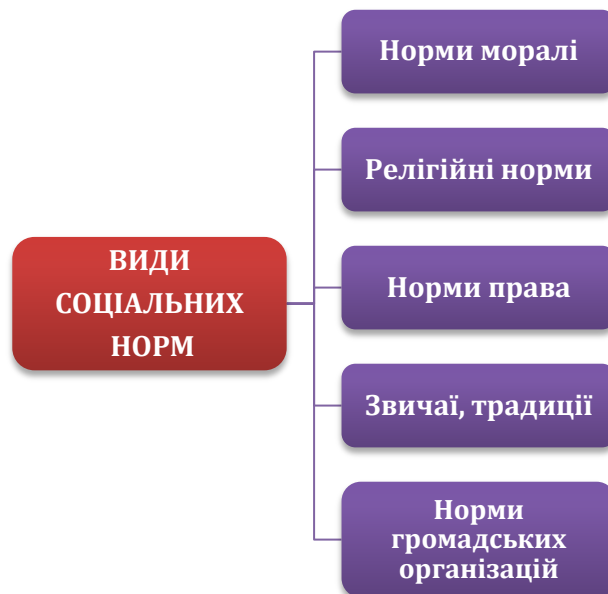 Норми моралі
Релігійні норми
ВИДИ
СОЦІАЛЬНИХ
НОРМ
Норми права
Звичаї, традиції
Норми
громадських
організацій